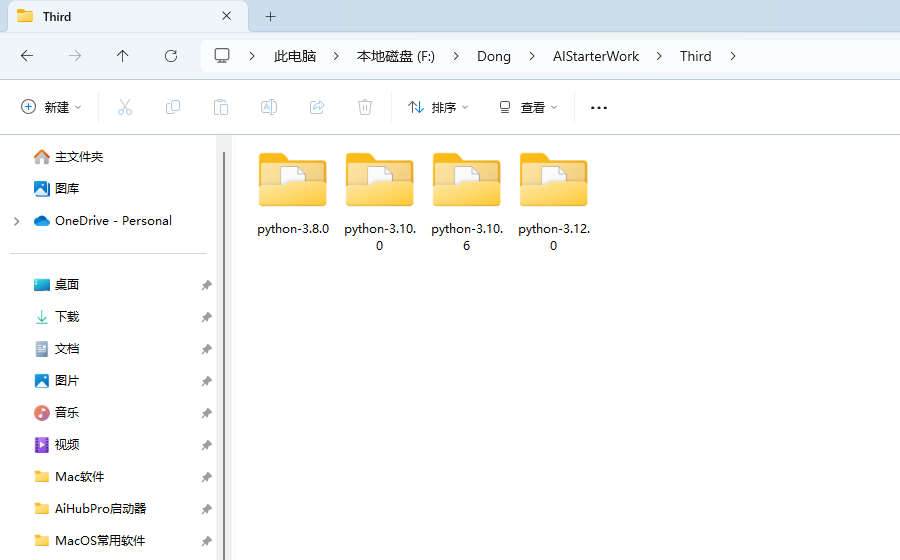 Third
此电脑
本地磁盘 (F:)
Dong
AIStarterWork
Third
新建
排序
查看
主文件夹
图库
OneDrive - Personal
桌面
下载
文档
图片
音乐
视频
Mac软件
AiHubPro启动器
MacOS常用软件
python-3.8.0
python-3.10.
0
python-3.10.
6
python-3.12.
0